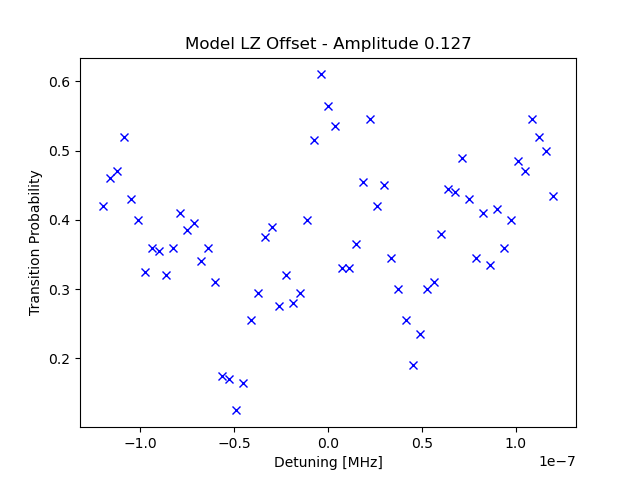 Model LZ Offset - Amplitude 0.127
0.6
0.5
0.4
0.3
0.2
Transition Probability
−1.0 −0.5 0.0 0.5 1.0
1e−7
Detuning [MHz]